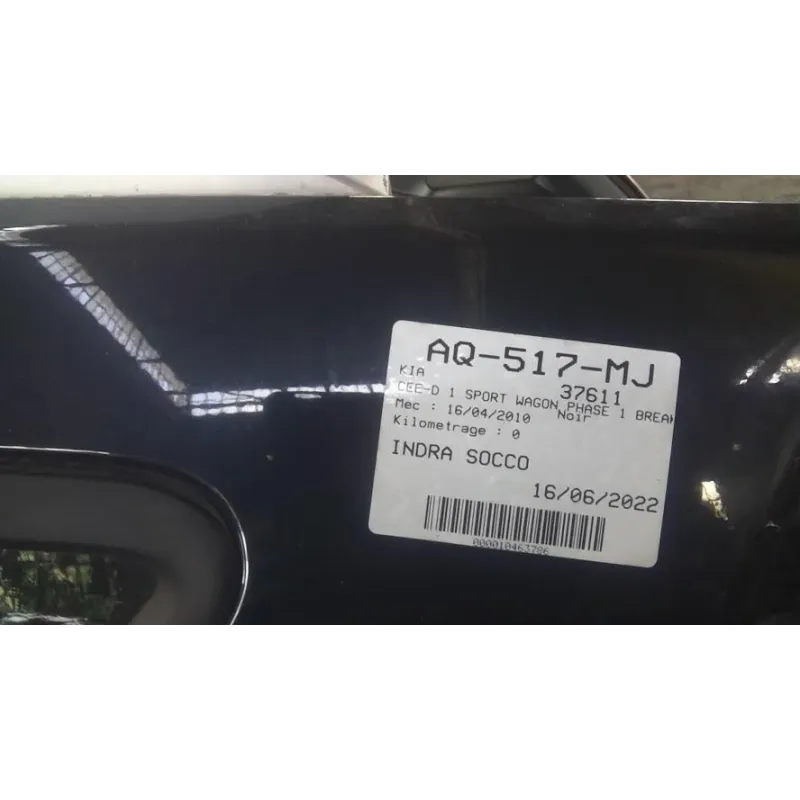 AQ-517-MJ
KIA 37611
CEE-D 1 SPORT WAGON PHASE 1 BREAK
Mec : 16/04/2010 Noir
Kilometrage : 0
INDRA SOCCO
16/06/2022
000010463786